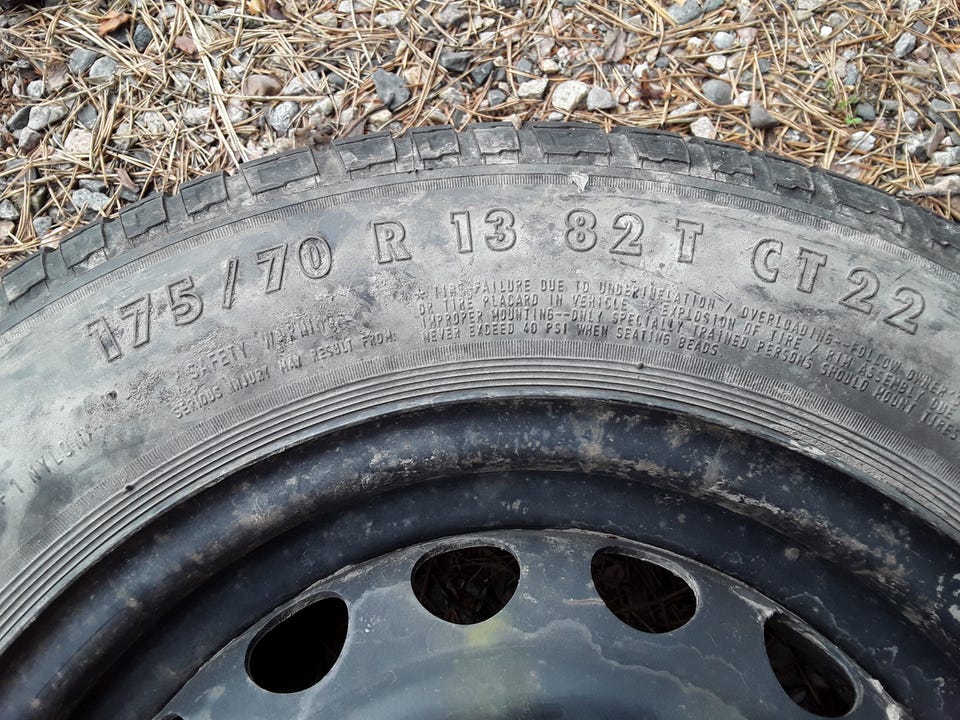 175/70 R 13 82 T CT 22
SAFETY WARNING
SERIOUS INJURY MAY RESULT FROM:
TIRE FAILURE DUE TO UNDERINFLATION / OVERLOADING--FOLLOW OWNER'S
OR TIRE PLACARD IN VEHICLE * EXPLOSION OF TIRE / RIM ASSEMBLY DUE
IMPROPER MOUNTING--ONLY SPECIALLY TRAINED PERSONS SHOULD MOUNT TIRES
NEVER EXCEED 40 PSI WHEN SEATING BEADS.
1 NYLON